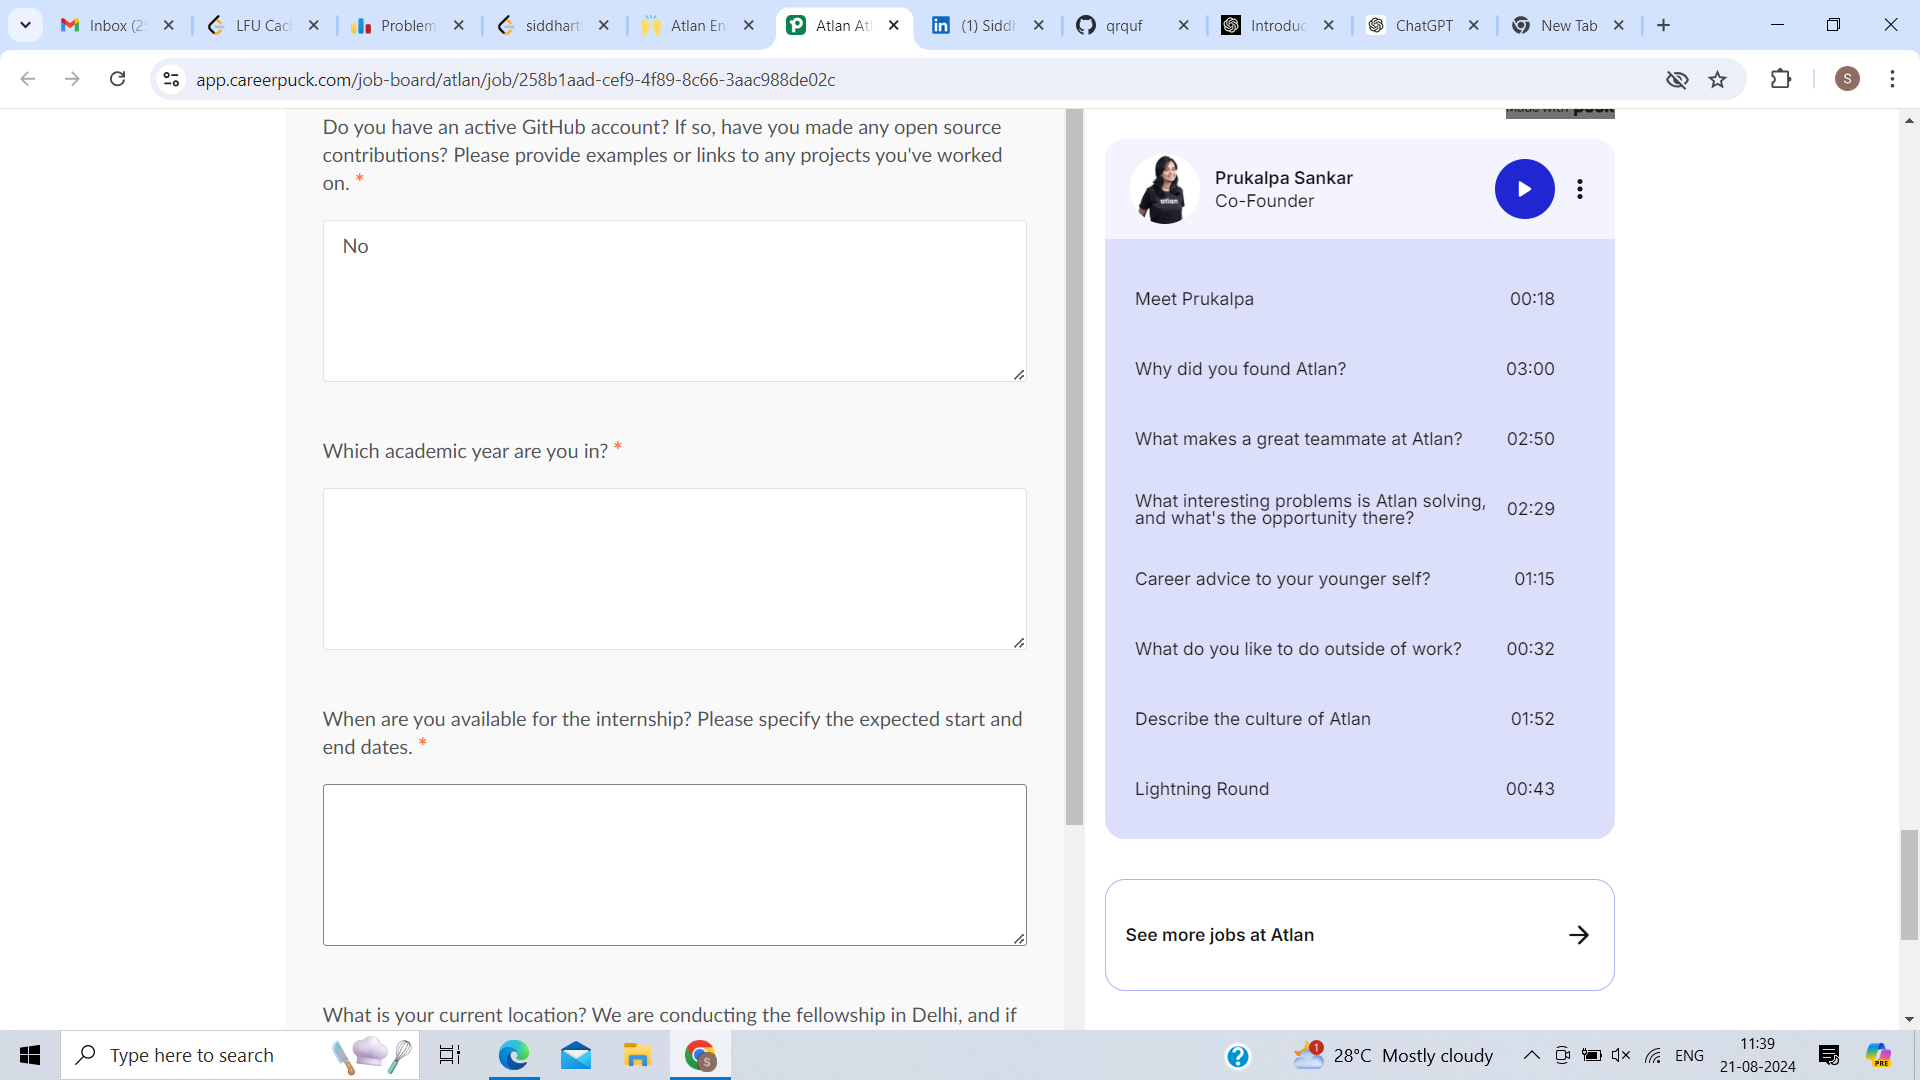 Inbox (2
LFU Cac
Problem
siddhart
Atlan En
Atlan Atl
(1) Siddh
qrquf
Introduc
ChatGPT
New Tab
app.careerpuck.com/job-board/atlan/job/258b1aad-cef9-4f89-8c66-3aac988de02c
S
Do you have an active GitHub account? If so, have you made any open source
contributions? Please provide examples or links to any projects you've worked
on. *
No
Which academic year are you in? *
When are you available for the internship? Please specify the expected start and
end dates. *
What is your current location? We are conducting the fellowship in Delhi, and if
Made with puck
atlan
Prukalpa Sankar
Co-Founder
Meet Prukalpa 00:18
Why did you found Atlan? 03:00
What makes a great teammate at Atlan? 02:50
What interesting problems is Atlan solving,
and what's the opportunity there? 02:29
Career advice to your younger self? 01:15
What do you like to do outside of work? 00:32
Describe the culture of Atlan 01:52
Lightning Round 00:43
See more jobs at Atlan
Type here to search
S
1
28°C Mostly cloudy
ENG
11:39
21-08-2024
PRE